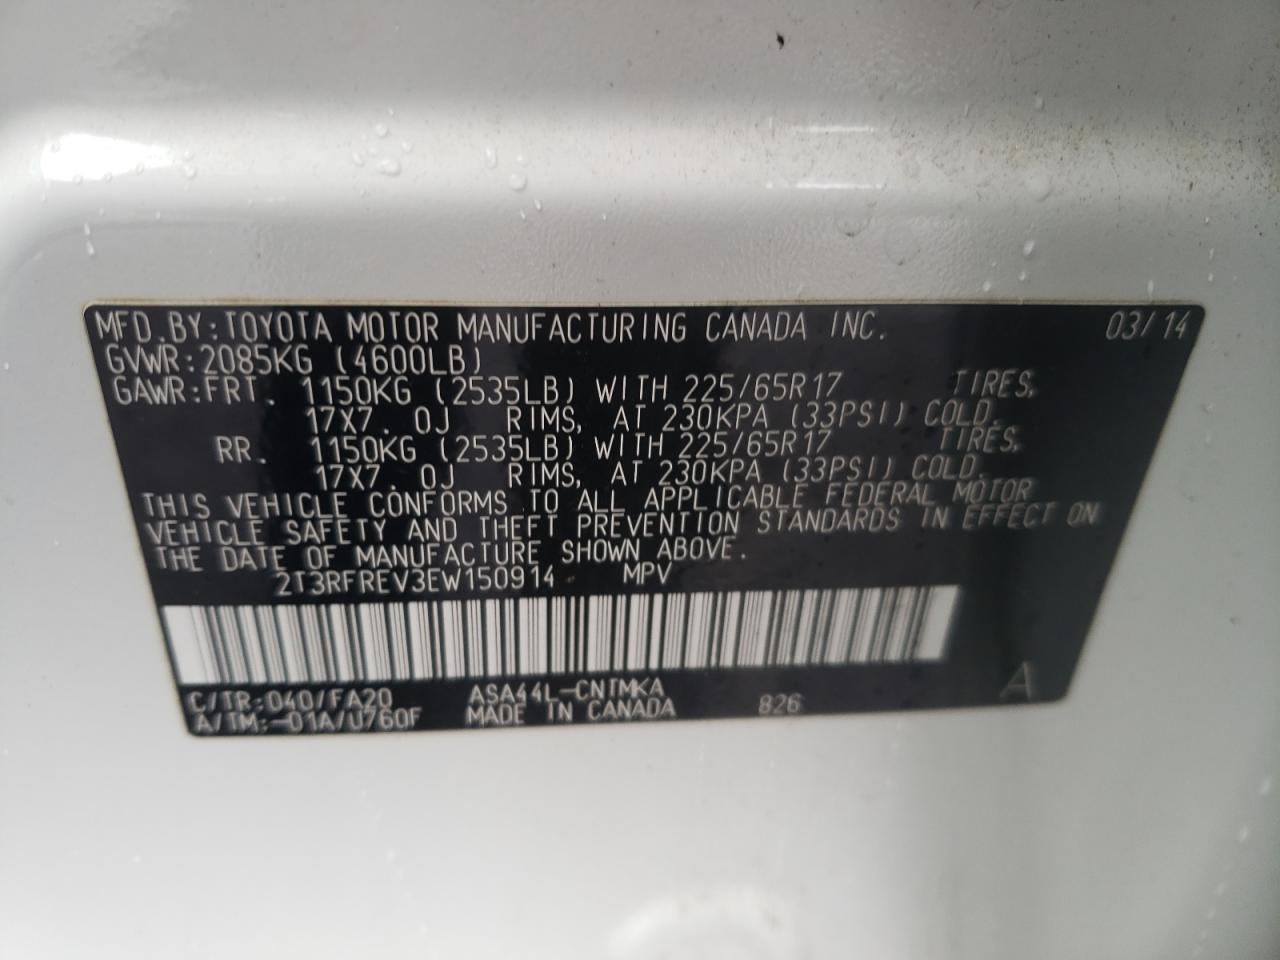 MFD.BY:TOYOTA MOTOR MANUFACTURING CANADA INC. 03/14
GVWR:2085KG (4600LB)
GAWR:FRT. 1150KG (2535LB) WITH 225/65R17 TIRES,
17X7.0J RIMS, AT 230KPA (33PSI) COLD.
RR. 1150KG (2535LB) WITH 225/65R17 TIRES,
17X7.0J RIMS, AT 230KPA (33PSI) COLD.
THIS VEHICLE CONFORMS TO ALL APPLICABLE FEDERAL MOTOR
VEHICLE SAFETY AND THEFT PREVENTION STANDARDS IN EFFECT ON
THE DATE OF MANUFACTURE SHOWN ABOVE.
2T3RFREV3EW150914 MPV
C/TR:040/FA20 ASA44L-CNTMKA 826 A
A/TM:-01A/U760F MADE IN CANADA